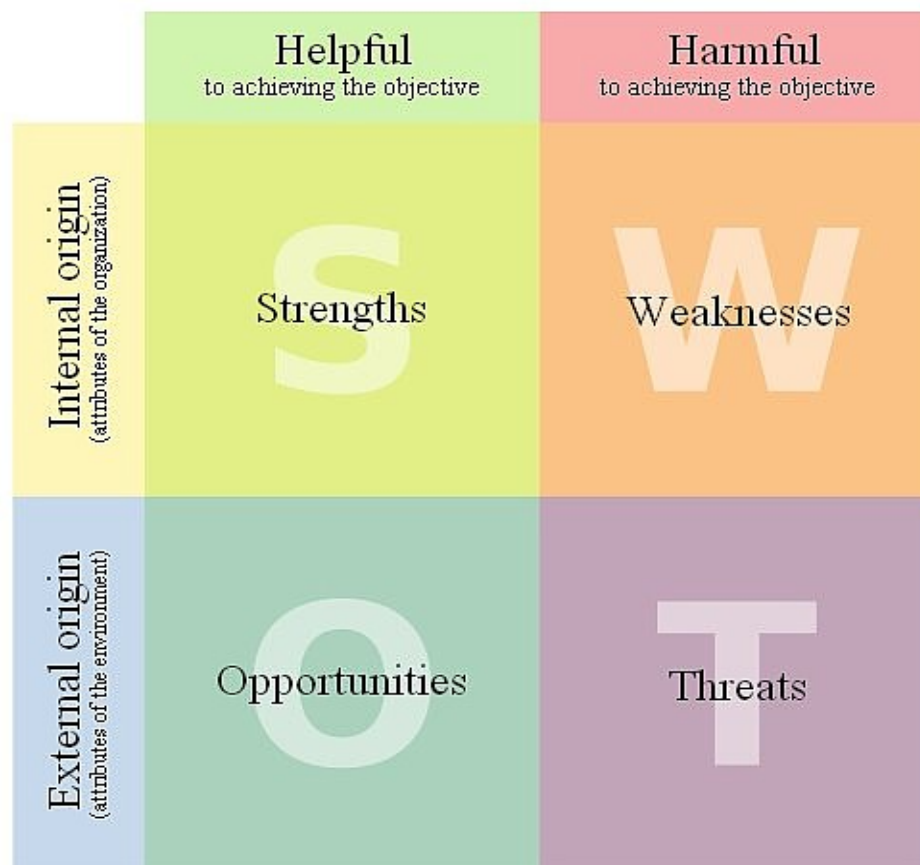 Helpful
to achieving the objective
Harmful
to achieving the objective
Internal origin
(attributes of the organization)
S
Strengths
W
Weaknesses
External origin
(attributes of the environment)
O
Opportunities
T
Threats